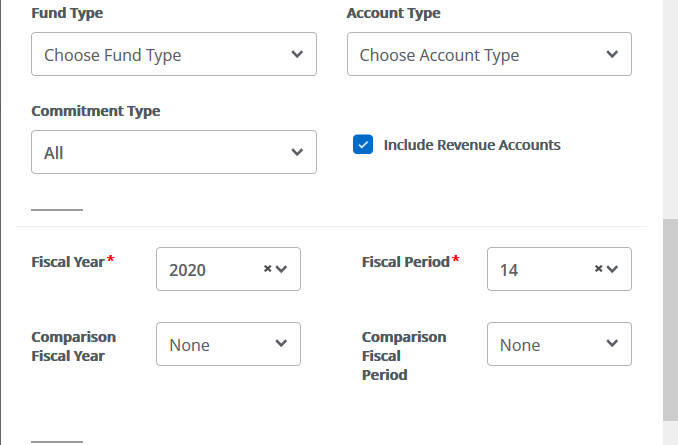 Fund Type
Account Type
Choose Fund Type
Choose Account Type
Commitment Type
All
Include Revenue Accounts
Fiscal Year*
2020
Fiscal Period*
14
Comparison
Fiscal Year
None
Comparison
Fiscal
Period
None